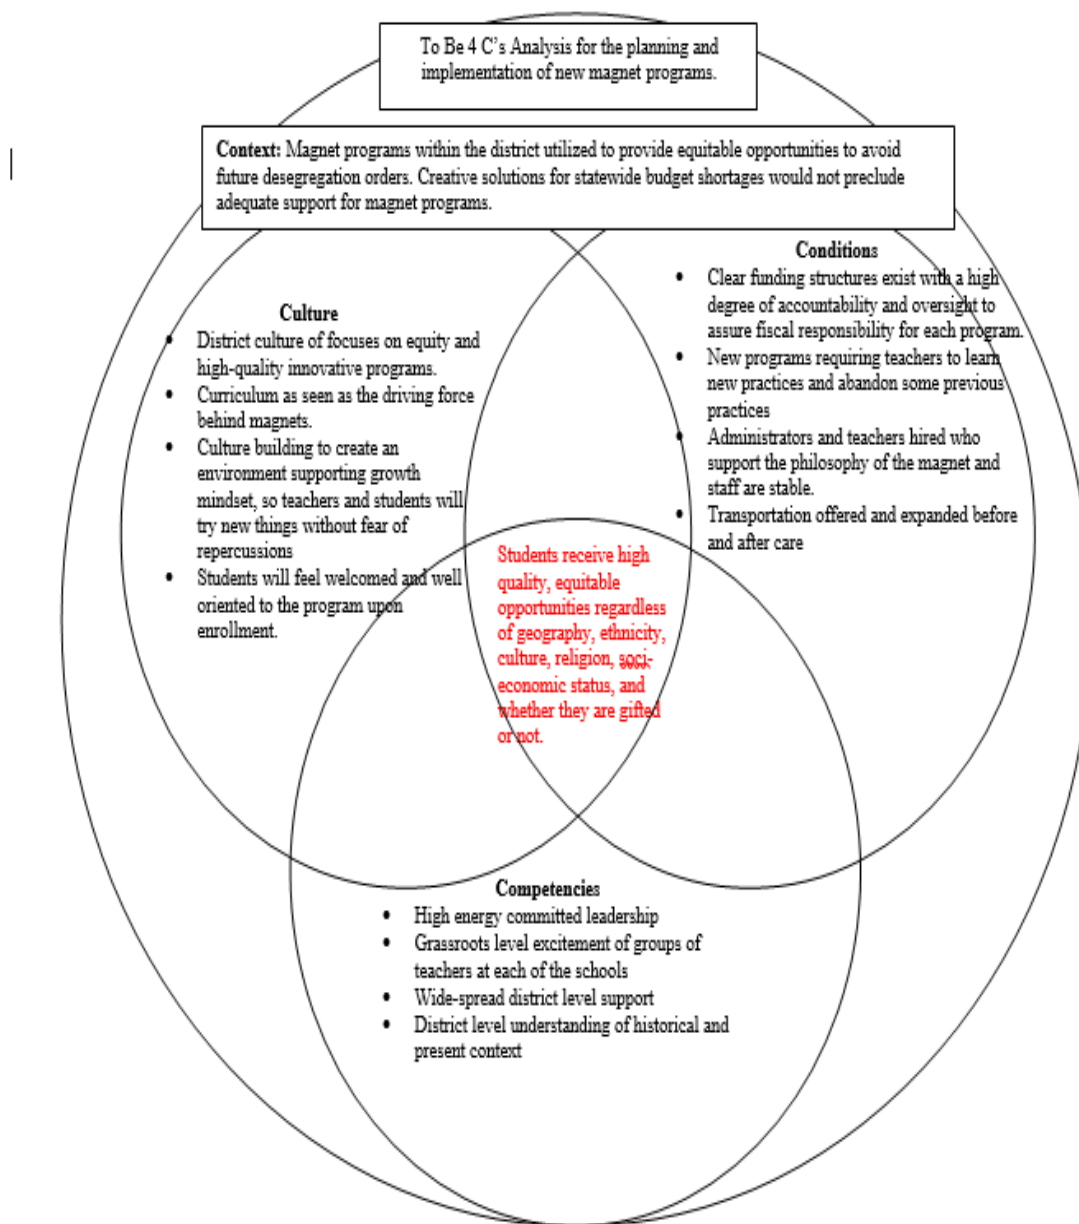 To Be 4 C’s Analysis for the planning and
implementation of new magnet programs.
Context: Magnet programs within the district utilized to provide equitable opportunities to avoid
future desegregation orders. Creative solutions for statewide budget shortages would not preclude
adequate support for magnet programs.
Culture
• District culture of focuses on equity and
high-quality innovative programs.
• Curriculum as seen as the driving force
behind magnets.
• Culture building to create an
environment supporting growth
mindset, so teachers and students will
try new things without fear of
repercussions
• Students will feel welcomed and well
oriented to the program upon
enrollment.
Conditions
• Clear funding structures exist with a high
degree of accountability and oversight to
assure fiscal responsibility for each program.
• New programs requiring teachers to learn
new practices and abandon some previous
practices
• Administrators and teachers hired who
support the philosophy of the magnet and
staff are stable.
• Transportation offered and expanded before
and after care
Students receive high
quality, equitable
opportunities regardless
of geography, ethnicity,
culture, religion, soci-
economic status, and
whether they are gifted
or not.
Competencies
• High energy committed leadership
• Grassroots level excitement of groups of
teachers at each of the schools
• Wide-spread district level support
• District level understanding of historical and
present context